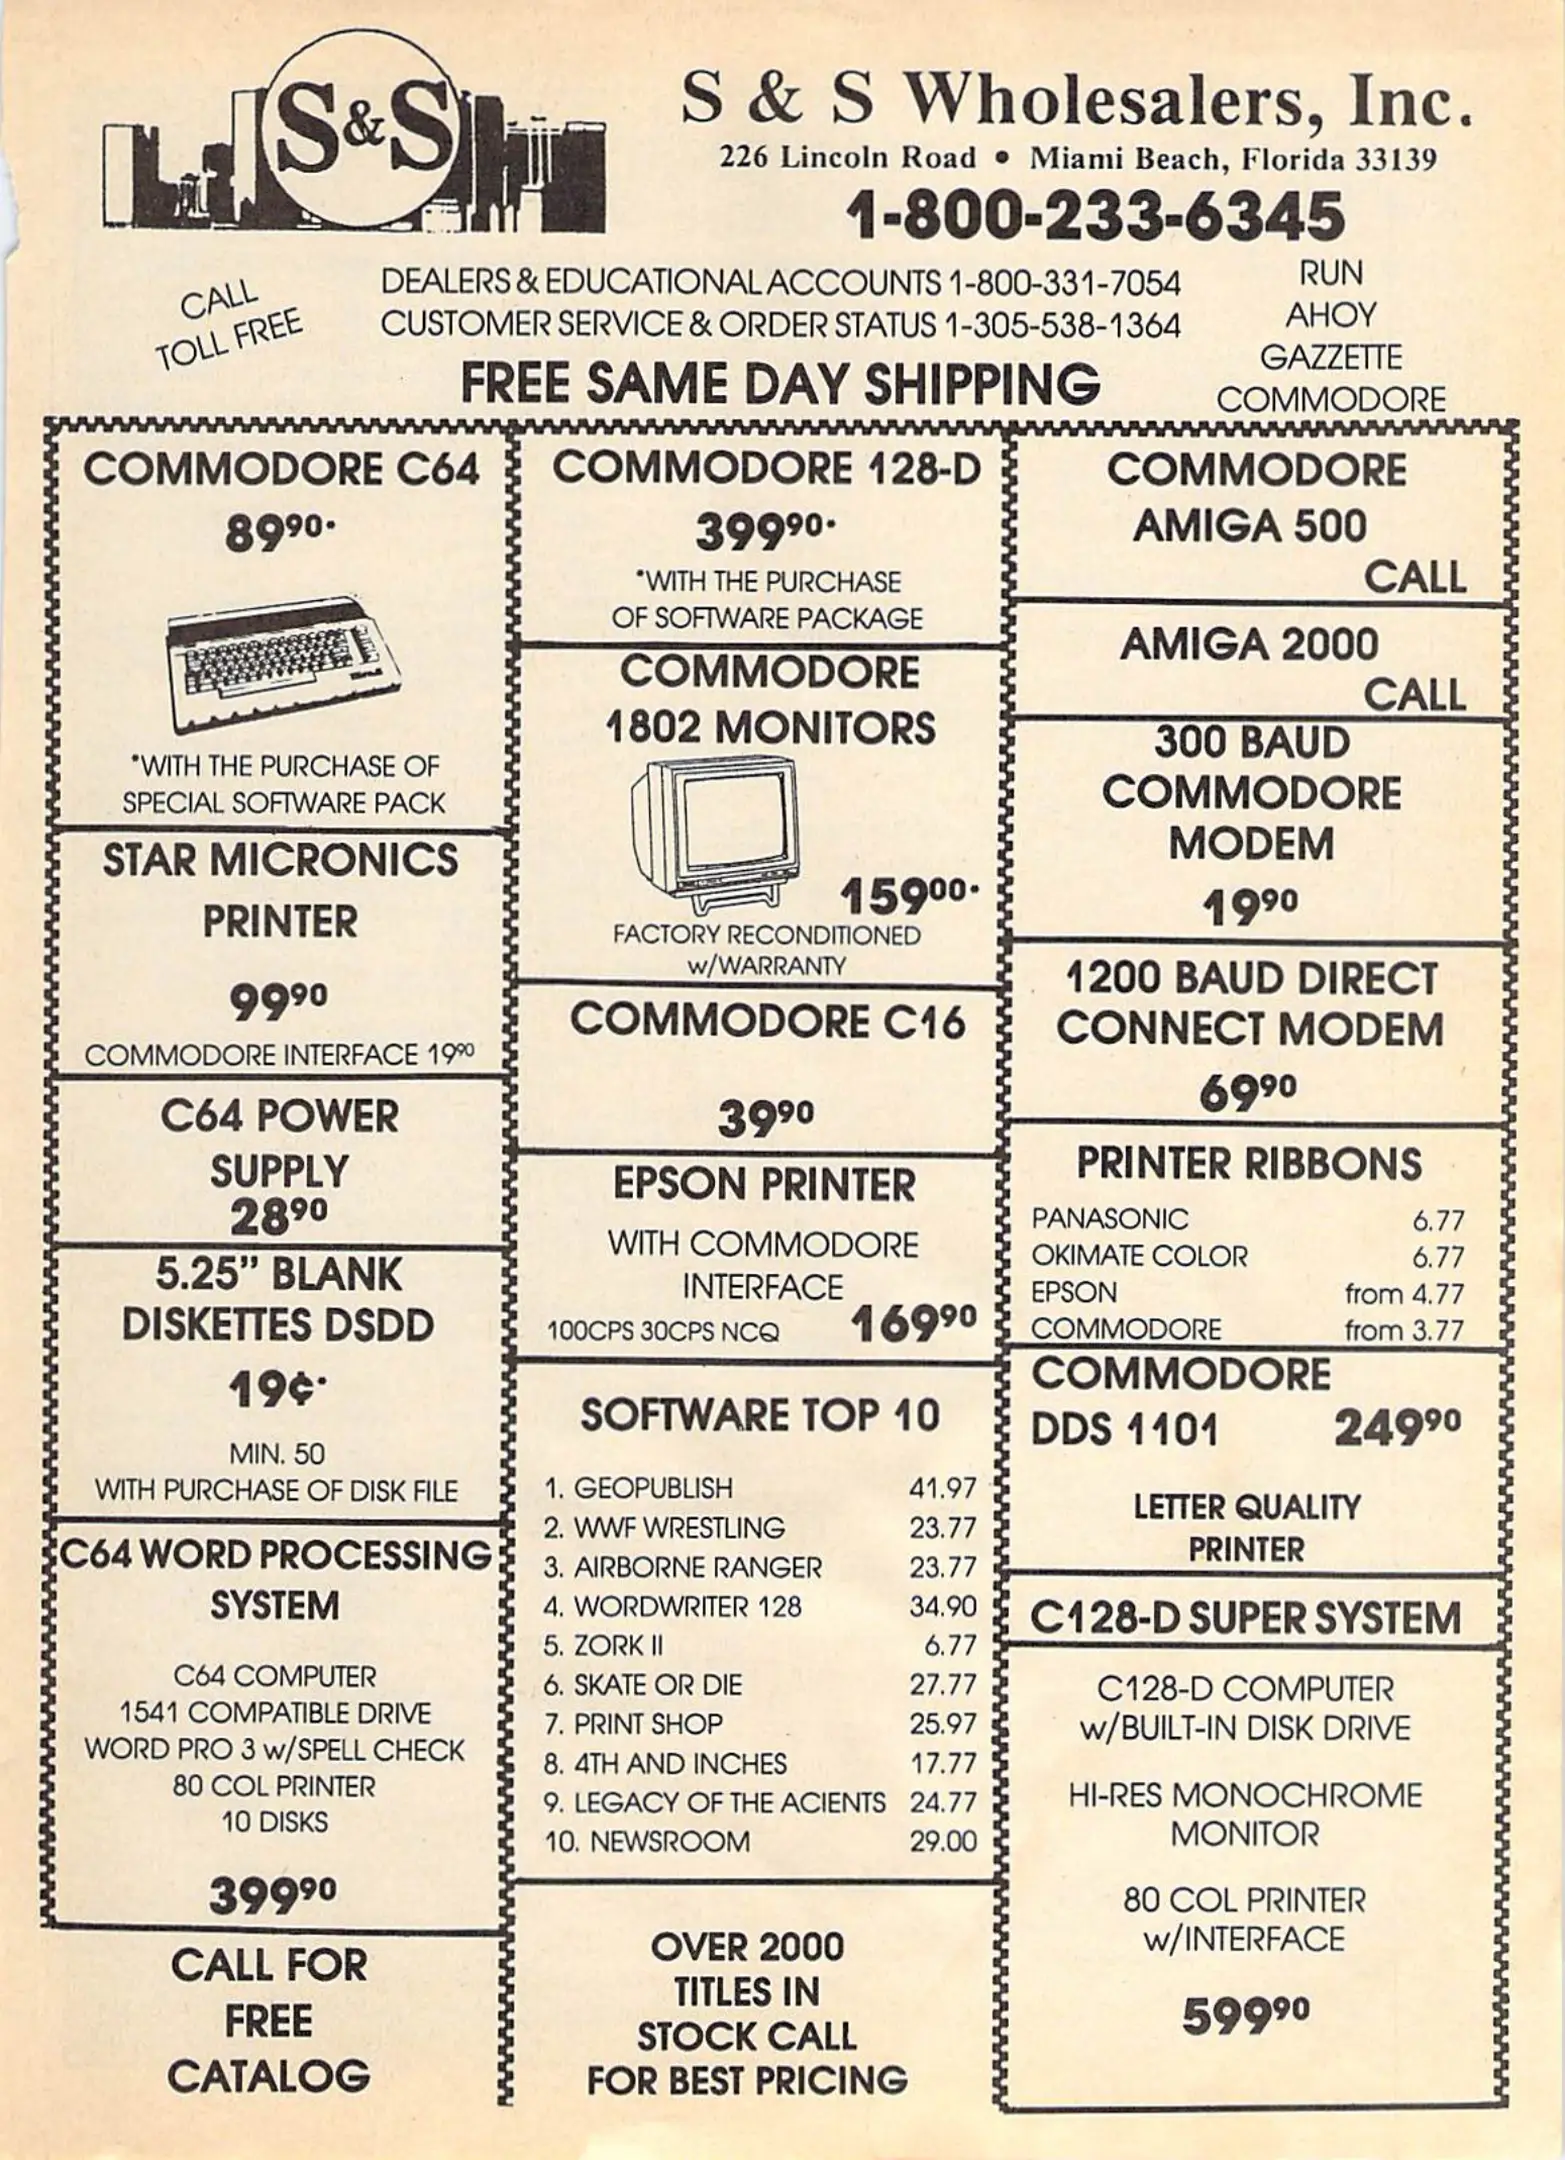 S&S
S & S Wholesalers, Inc.
226 Lincoln Road • Miami Beach, Florida 33139
1-800-233-6345
CALL
TOLL FREE
DEALERS & EDUCATIONAL ACCOUNTS 1-800-331-7054
CUSTOMER SERVICE & ORDER STATUS 1-305-538-1364
FREE SAME DAY SHIPPING
RUN
AHOY
GAZZETTE
COMMODORE
COMMODORE C64
89⁹⁰*
*WITH THE PURCHASE OF
SPECIAL SOFTWARE PACK
STAR MICRONICS
PRINTER
99⁹⁰
COMMODORE INTERFACE 19⁹⁰
C64 POWER
SUPPLY
28⁹⁰
5.25” BLANK
DISKETTES DSDD
19¢*
MIN. 50
WITH PURCHASE OF DISK FILE
C64 WORD PROCESSING
SYSTEM
C64 COMPUTER
1541 COMPATIBLE DRIVE
WORD PRO 3 w/SPELL CHECK
80 COL PRINTER
10 DISKS
399⁹⁰
CALL FOR
FREE
CATALOG
COMMODORE 128-D
399⁹⁰*
*WITH THE PURCHASE
OF SOFTWARE PACKAGE
COMMODORE
1802 MONITORS
159⁰⁰*
FACTORY RECONDITIONED
w/WARRANTY
COMMODORE C16
39⁹⁰
EPSON PRINTER
WITH COMMODORE
INTERFACE
100CPS 30CPS NCQ 169⁹⁰
SOFTWARE TOP 10
1. GEOPUBLISH 41.97
2. WWF WRESTLING 23.77
3. AIRBORNE RANGER 23.77
4. WORDWRITER 128 34.90
5. ZORK II 6.77
6. SKATE OR DIE 27.77
7. PRINT SHOP 25.97
8. 4TH AND INCHES 17.77
9. LEGACY OF THE ACIENTS 24.77
10. NEWSROOM 29.00
OVER 2000
TITLES IN
STOCK CALL
FOR BEST PRICING
COMMODORE
AMIGA 500
CALL
AMIGA 2000
CALL
300 BAUD
COMMODORE
MODEM
19⁹⁰
1200 BAUD DIRECT
CONNECT MODEM
69⁹⁰
PRINTER RIBBONS
PANASONIC 6.77
OKIMATE COLOR 6.77
EPSON from 4.77
COMMODORE from 3.77
COMMODORE
DDS 1101 249⁹⁰
LETTER QUALITY
PRINTER
C128-D SUPER SYSTEM
C128-D COMPUTER
w/BUILT-IN DISK DRIVE
HI-RES MONOCHROME
MONITOR
80 COL PRINTER
w/INTERFACE
599⁹⁰